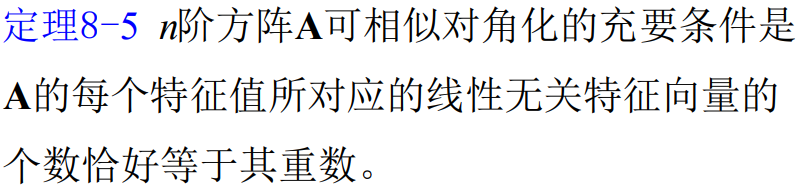 定理8-5 n阶方阵A可相似对角化的充要条件是
A的每个特征值所对应的线性无关特征向量的
个数恰好等于其重数。